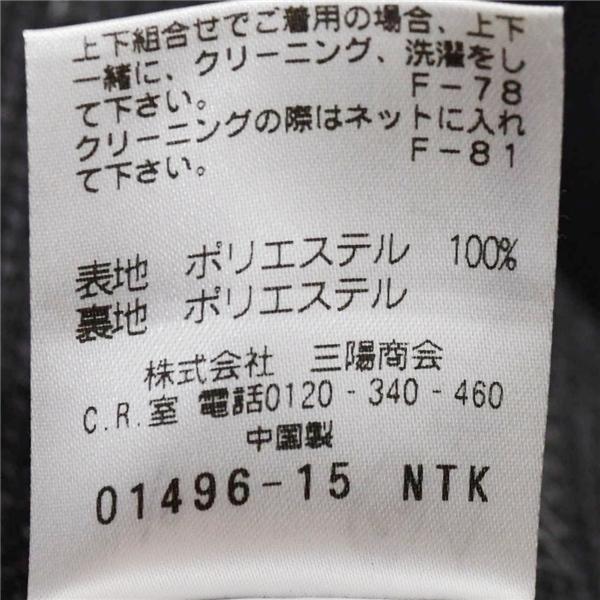 上下組合せでご着用の場合、上下
一緒に、クリーニング、洗濯をし
て下さい。 F-78
クリーニングの際はネットに入れ
て下さい。 F-81
表地 ポリエステル 100%
裏地 ポリエステル
株式会社 三陽商会
C.R.室 電話0120-340-460
中国製
01496-15 NTK